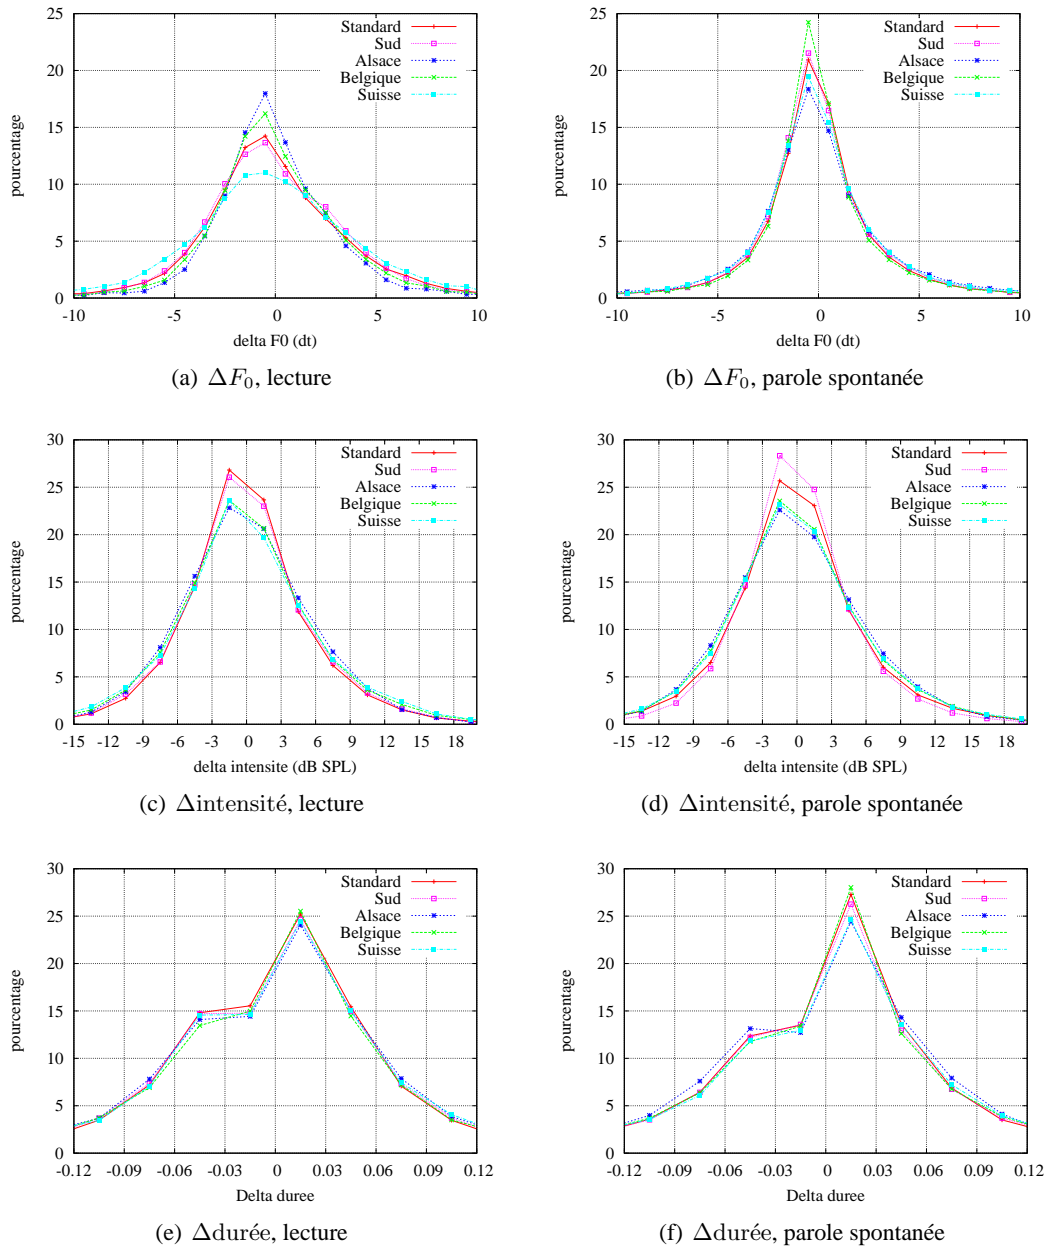 25
20
15
10
5
0
pourcentage
-10 -5 0 5 10
delta F0 (dt)
Standard
Sud
Alsace
Belgique
Suisse
(a) ΔF₀, lecture
25
20
15
10
5
0
pourcentage
-10 -5 0 5 10
delta F0 (dt)
Standard
Sud
Alsace
Belgique
Suisse
(b) ΔF₀, parole spontanée
30
25
20
15
10
5
0
pourcentage
-15 -12 -9 -6 -3 0 3 6 9 12 15 18
delta intensite (dB SPL)
Standard
Sud
Alsace
Belgique
Suisse
(c) Δintensité, lecture
30
25
20
15
10
5
0
pourcentage
-15 -12 -9 -6 -3 0 3 6 9 12 15 18
delta intensite (dB SPL)
Standard
Sud
Alsace
Belgique
Suisse
(d) Δintensité, parole spontanée
30
25
20
15
10
5
0
pourcentage
-0.12 -0.09 -0.06 -0.03 0 0.03 0.06 0.09 0.12
Delta duree
Standard
Sud
Alsace
Belgique
Suisse
(e) Δdurée, lecture
30
25
20
15
10
5
0
pourcentage
-0.12 -0.09 -0.06 -0.03 0 0.03 0.06 0.09 0.12
Delta duree
Standard
Sud
Alsace
Belgique
Suisse
(f) Δdurée, parole spontanée